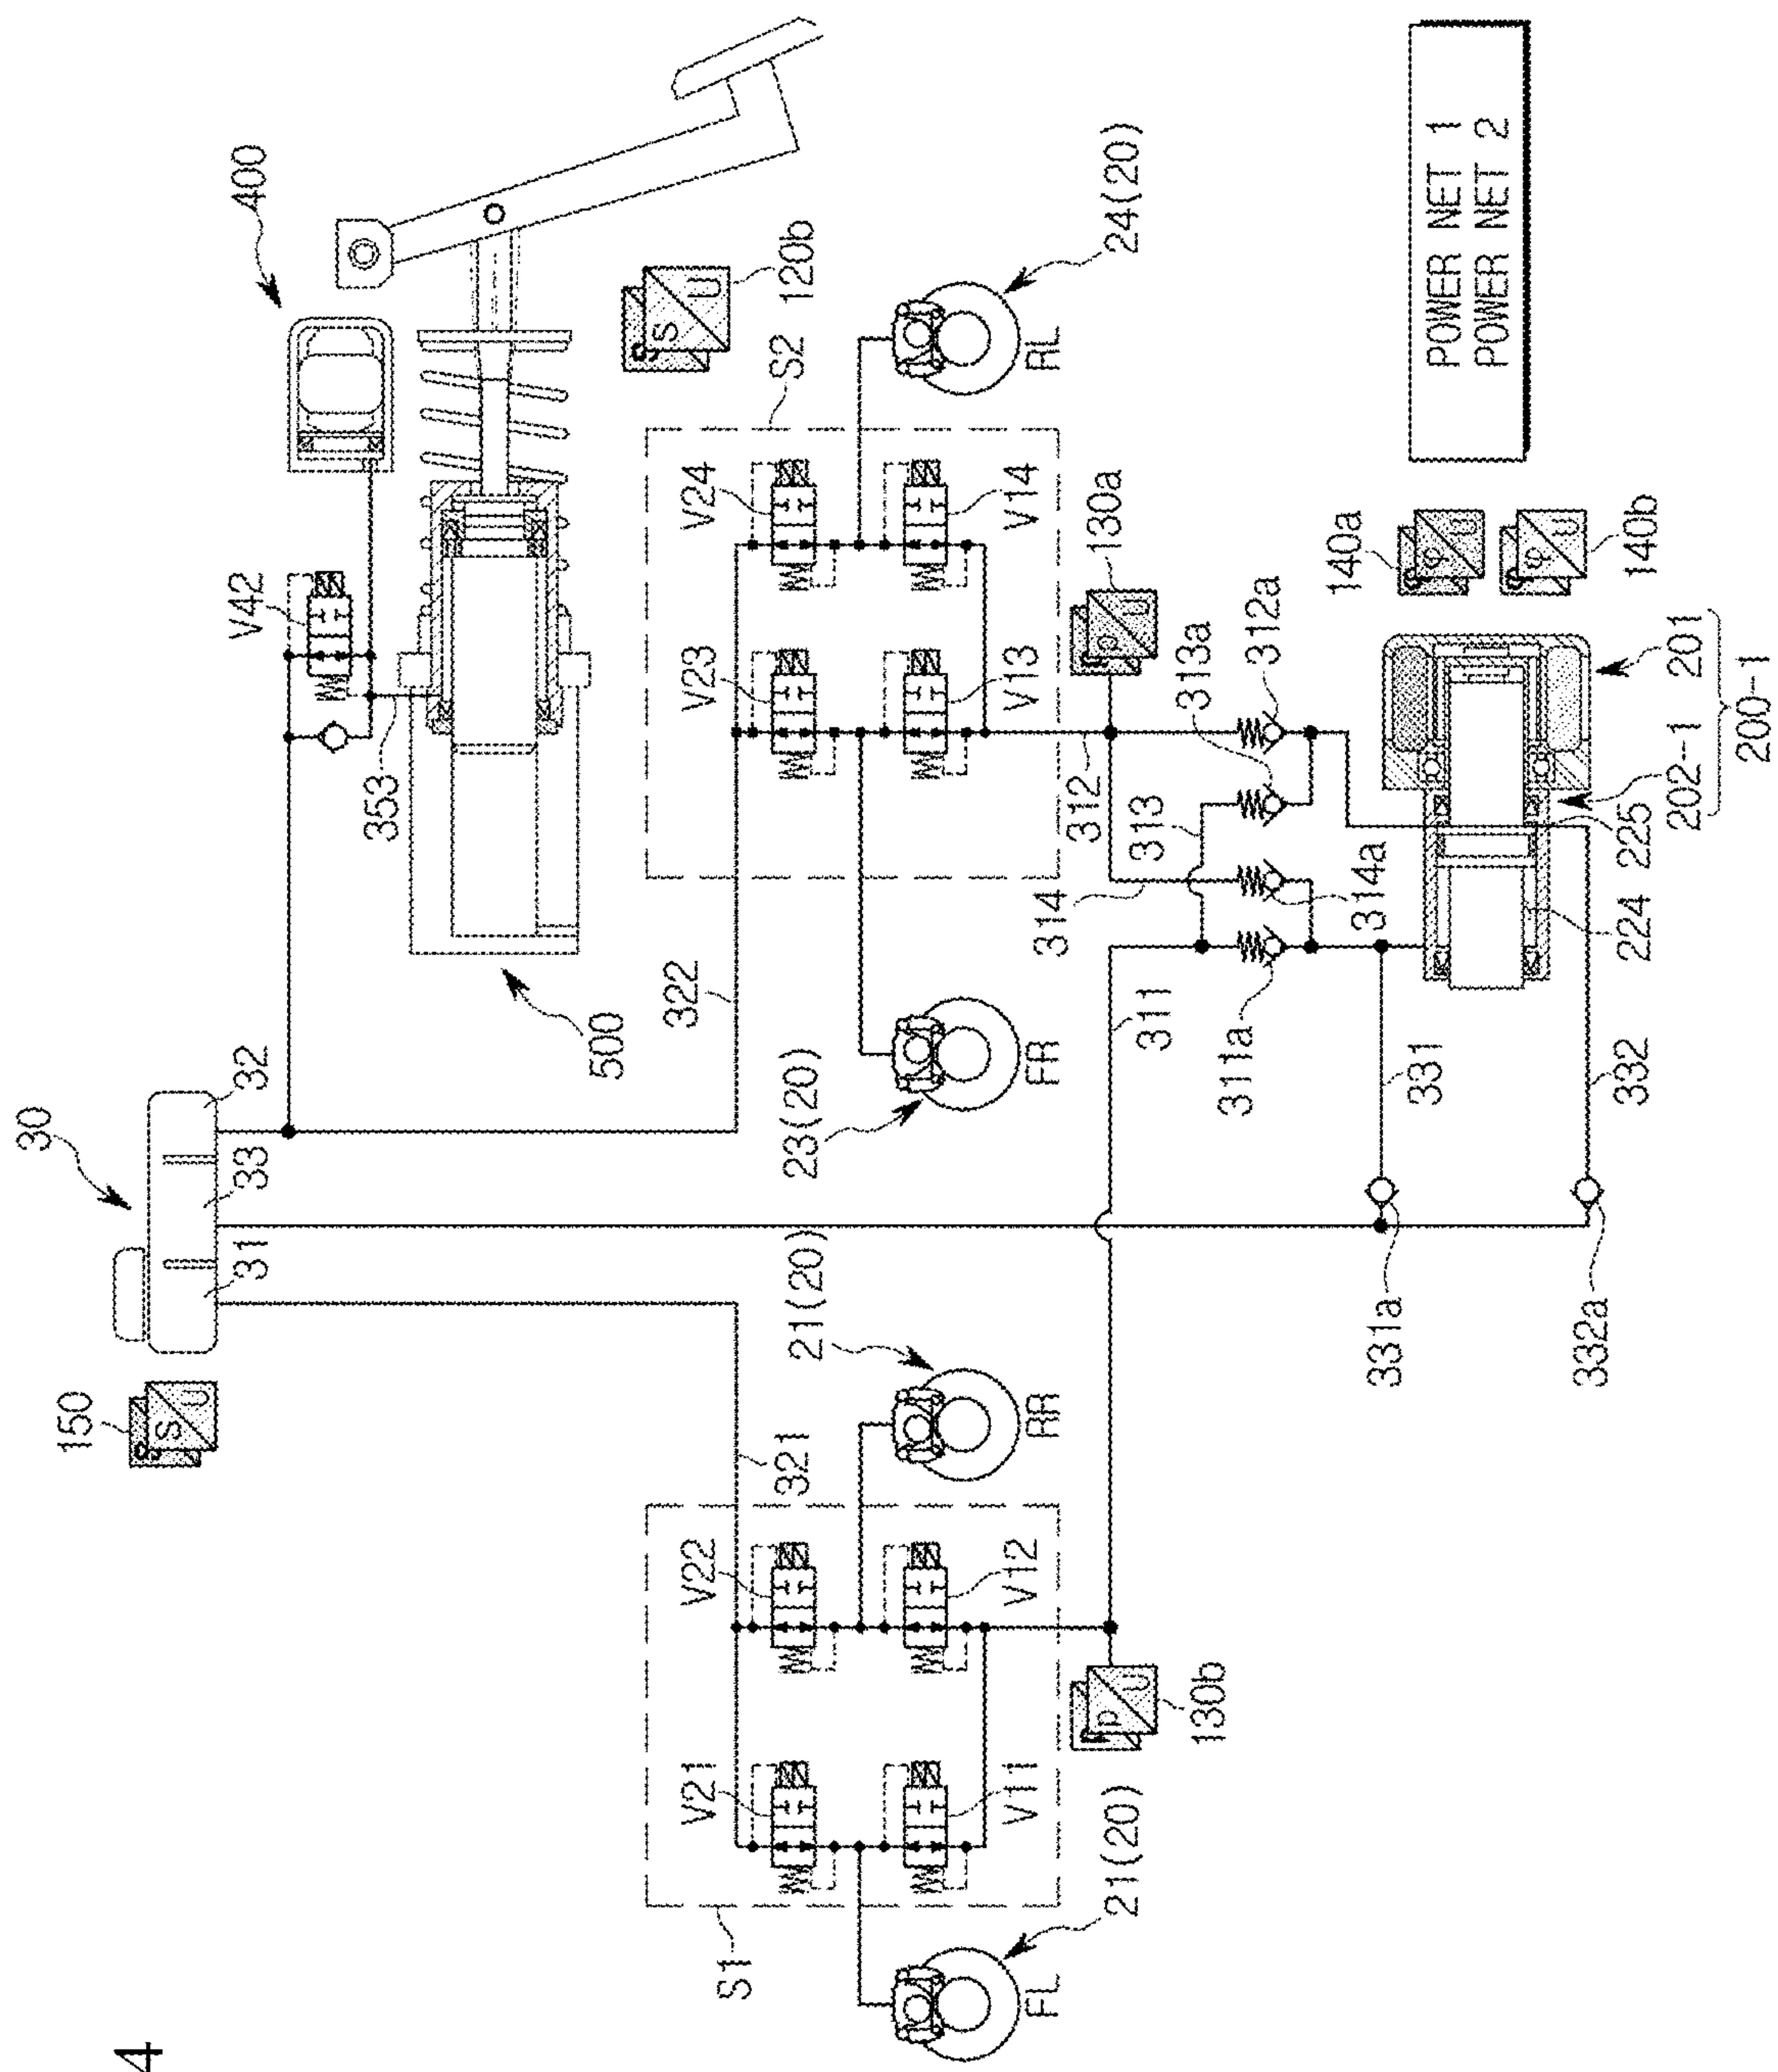 4
30
31
33
32
150
S
U
400
V42
353
500
S
U
120b
321
322
S1
V21
V22
V11
V12
S2
V23
V24
V13
V14
FL
21(20)
RR
21(20)
FR
23(20)
RL
24(20)
p
U
130b
p
U
130a
311
312
313
314
311a
314a
313a
312a
331
332
331a
332a
224
225
202-1
201
200-1
φ
U
140a
φ
U
140b
POWER NET 1
POWER NET 2